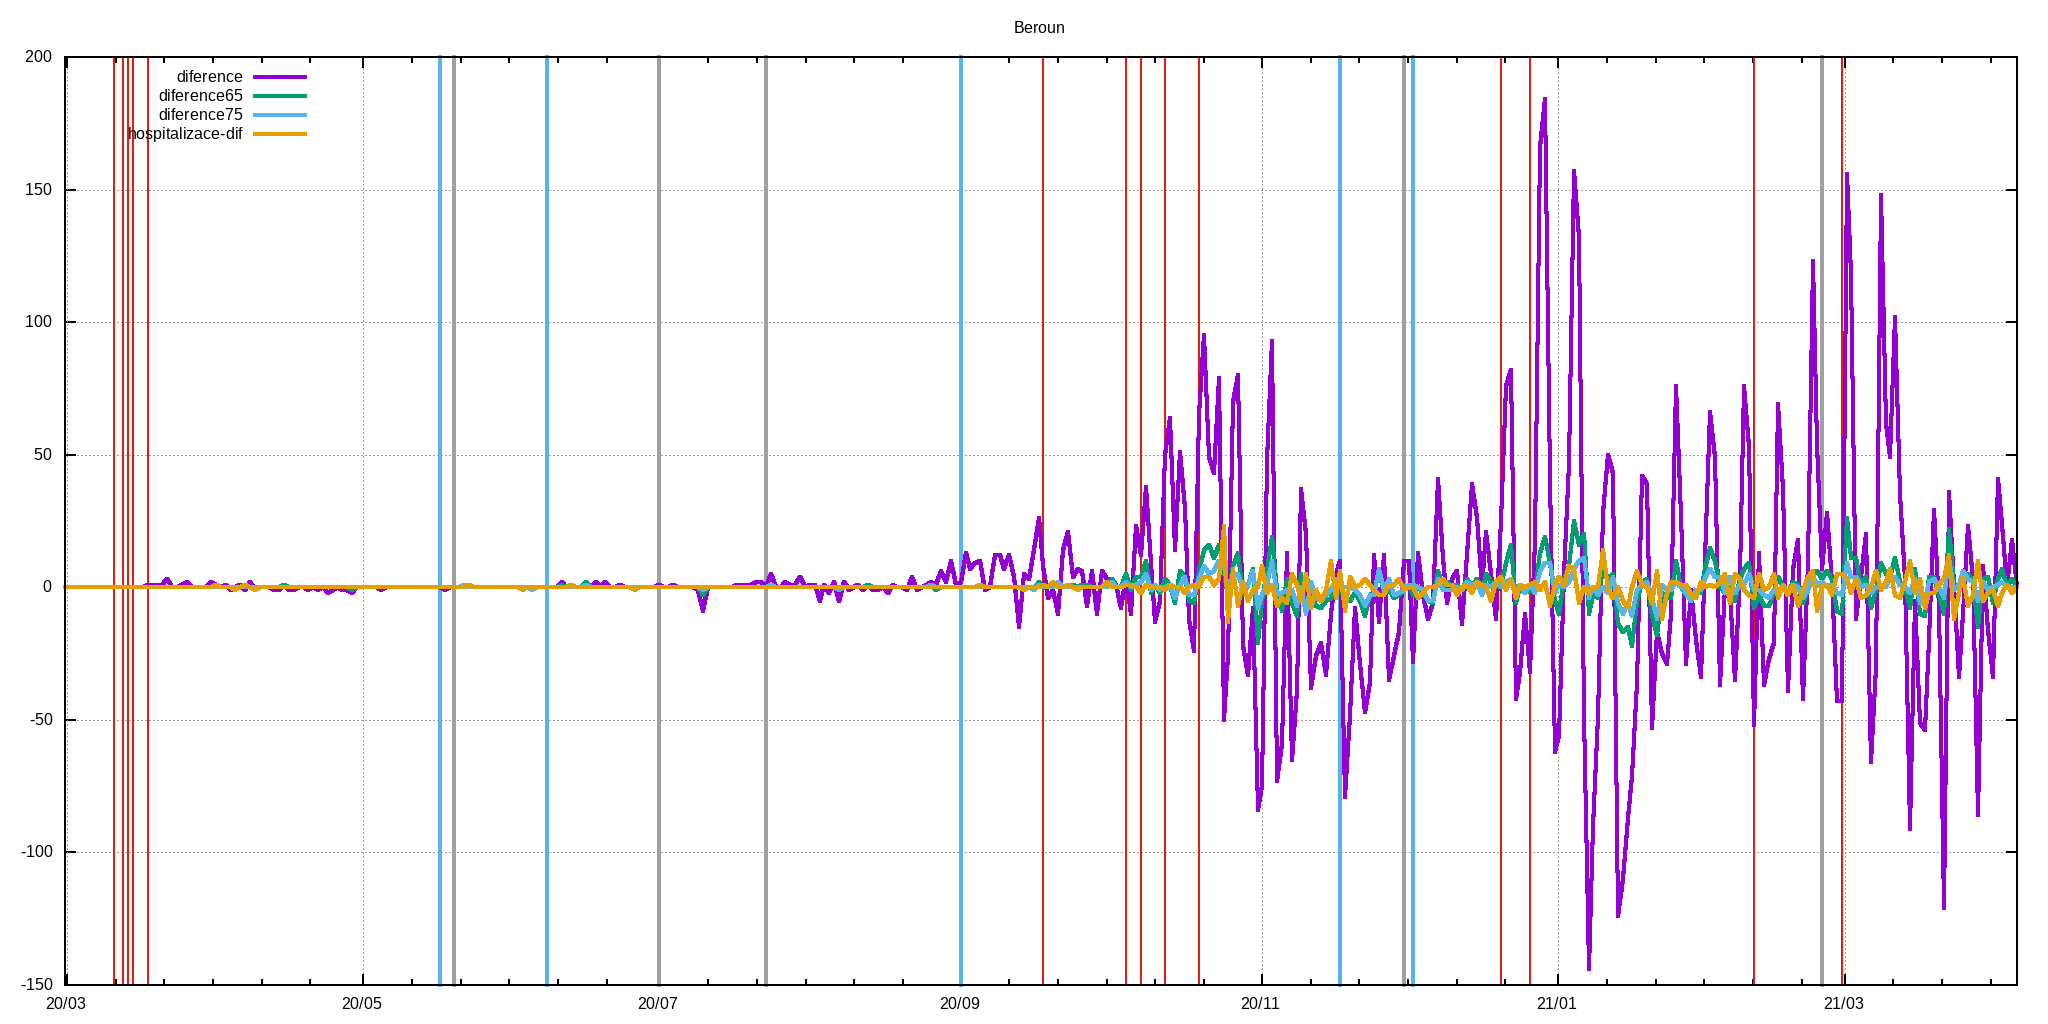 Beroun
200
150
100
50
0
-50
-100
-150
diference
diference65
diference75
hospitalizace-dif
20/03 20/05 20/07 20/09 20/11 21/01 21/03